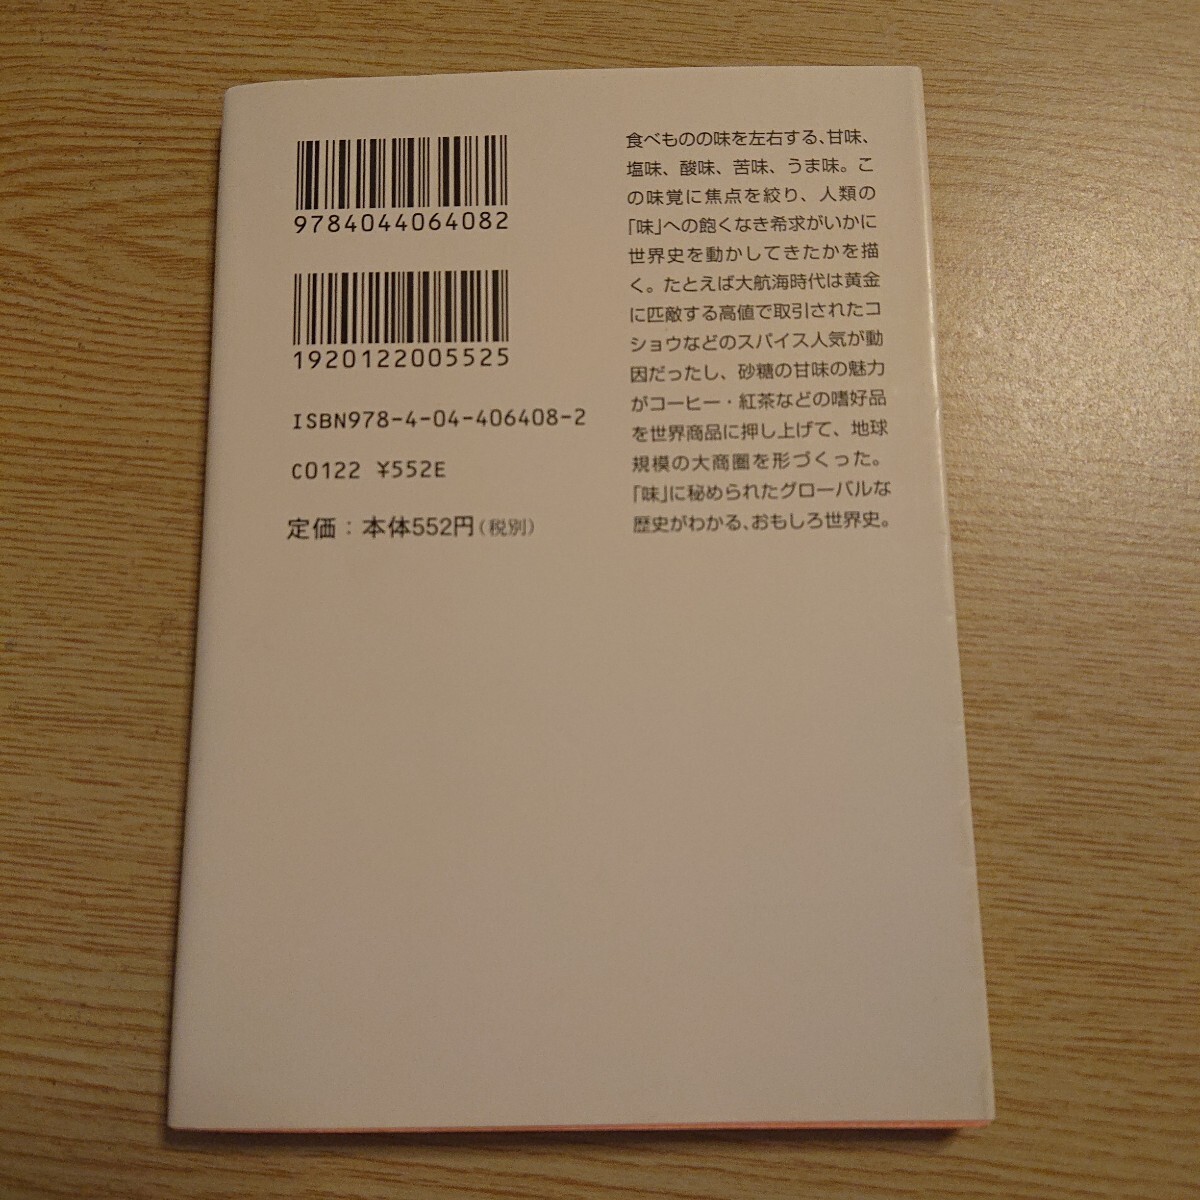 9784044064082
1920122005525
ISBN978-4-04-406408-2
C0122 ¥552E
定価：本体552円（税別）
食べものの味を左右する、甘味、
塩味、酸味、苦味、うま味。こ
の味覚に焦点を絞り、人類の
「味」への飽くなき希求がいかに
世界史を動かしてきたかを描
く。たとえば大航海時代は黄金
に匹敵する高値で取引されたコ
ショウなどのスパイス人気が動
因だったし、砂糖の甘味の魅力
がコーヒー・紅茶などの嗜好品
を世界商品に押し上げて、地球
規模の大商圏を形づくった。
「味」に秘められたグローバルな
歴史がわかる、おもしろ世界史。